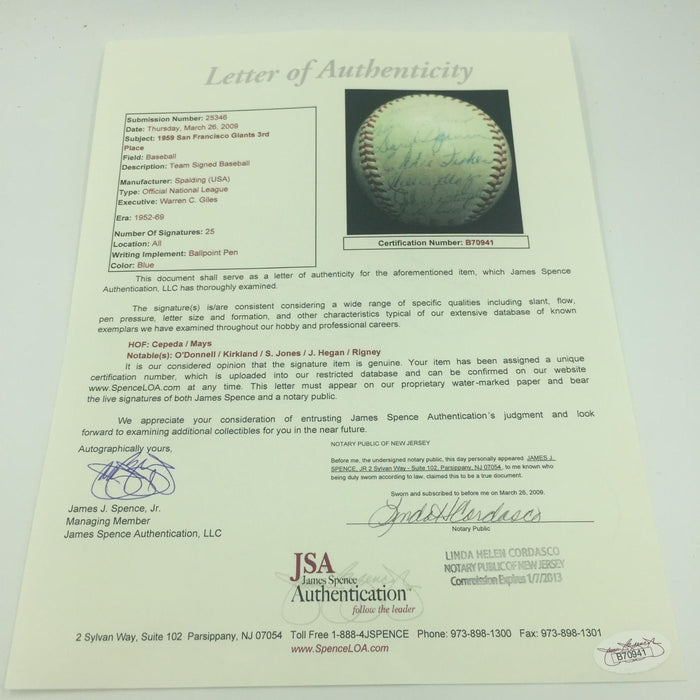 Letter of Authenticity
Submission Number: 25346
Date: Thursday, March 26, 2009
Subject: 1959 San Francisco Giants 3rd
Place
Field: Baseball
Description: Team Signed Baseball
Manufacturer: Spalding (USA)
Type: Official National League
Executive: Warren C. Giles
Era: 1952-69
Number Of Signatures: 25
Location: All
Writing Implement: Ballpoint Pen
Color: Blue
Certification Number: B70941
This document shall serve as a letter of authenticity for the aforementioned item, which James Spence
Authentication, LLC has thoroughly examined.
The signature(s) is/are consistent considering a wide range of specific qualities including slant, flow,
pen pressure, letter size and formation, and other characteristics typical of our extensive database of known
exemplars we have examined throughout our hobby and professional careers.
HOF: Cepeda / Mays
Notable(s): O'Donnell / Kirkland / S. Jones / J. Hegan / Rigney
It is our considered opinion that the signature item is genuine. Your item has been assigned a unique
certification number, which is uploaded into our restricted database and can be confirmed on our website
www.SpenceLOA.com at any time. This letter must appear on our proprietary water-marked paper and bear
the live signatures of both James Spence and a notary public.
We appreciate your consideration of entrusting James Spence Authentication's judgment and look
forward to examining additional collectibles for you in the near future.
Autographically yours,
James J. Spence, Jr.
Managing Member
James Spence Authentication, LLC
NOTARY PUBLIC OF NEW JERSEY
Before me, the undersigned notary public, this day personally appeared JAMES J.
SPENCE, JR 2 Sylvan Way - Suite 102, Parsippany, NJ 07054, to me known who
being duly sworn according to law, claimed this to be a true document.
Sworn and subscribed to before me on March 26, 2009.
Linda H Cordasco
Notary Public
LINDA HELEN CORDASCO
NOTARY PUBLIC OF NEW JERSEY
Commission Expires 1/7/2013
JSA
James Spence
Authentication
follow the leader
2 Sylvan Way, Suite 102 Parsippany, NJ 07054 Toll Free 1-888-4JSPENCE Phone: 973-898-1300 Fax: 973-898-1301
www.SpenceLOA.com
B70941